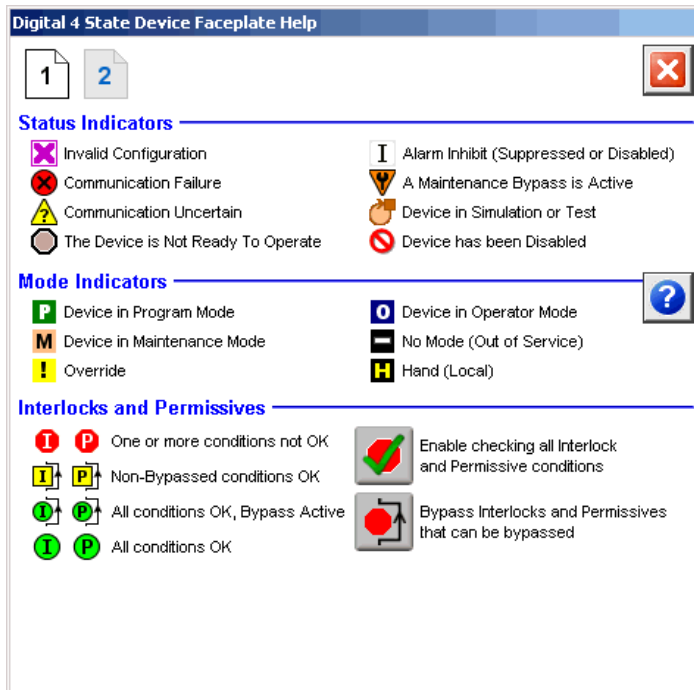 Digital 4 State Device Faceplate Help
1 2
Status Indicators
Invalid Configuration
I Alarm Inhibit (Suppressed or Disabled)
Communication Failure
A Maintenance Bypass is Active
? Communication Uncertain
Device in Simulation or Test
The Device is Not Ready To Operate
Device has been Disabled
Mode Indicators
?
P Device in Program Mode
O Device in Operator Mode
M Device in Maintenance Mode
No Mode (Out of Service)
! Override
H Hand (Local)
Interlocks and Permissives
I P One or more conditions not OK
I P Non-Bypassed conditions OK
I P All conditions OK, Bypass Active
I P All conditions OK
Enable checking all Interlock
and Permissive conditions
Bypass Interlocks and Permissives
that can be bypassed